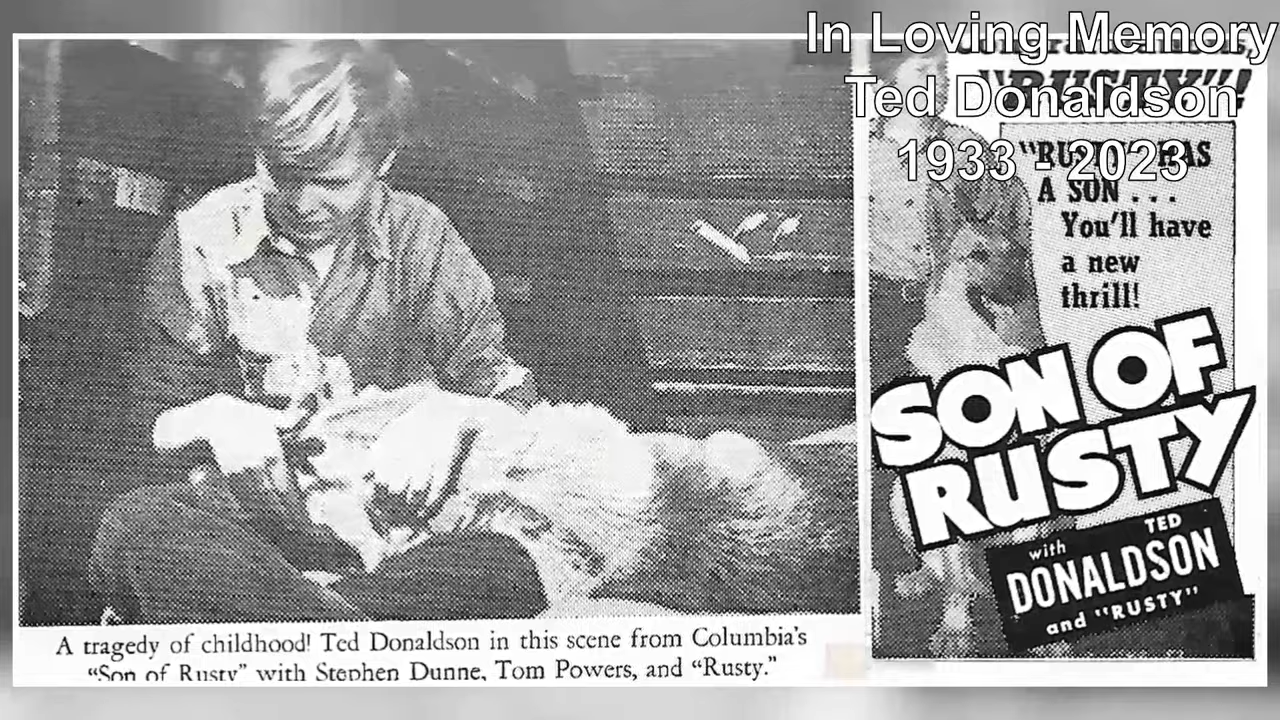 In Loving Memory
Ted Donaldson
1933 - 2023
"RUSTY"!
"RUSTY" HAS
A SON . . .
You'll have
a new
thrill!
SON OF
RUSTY
with TED
DONALDSON
and "RUSTY"
A tragedy of childhood! Ted Donaldson in this scene from Columbia's
"Son of Rusty" with Stephen Dunne, Tom Powers, and "Rusty."